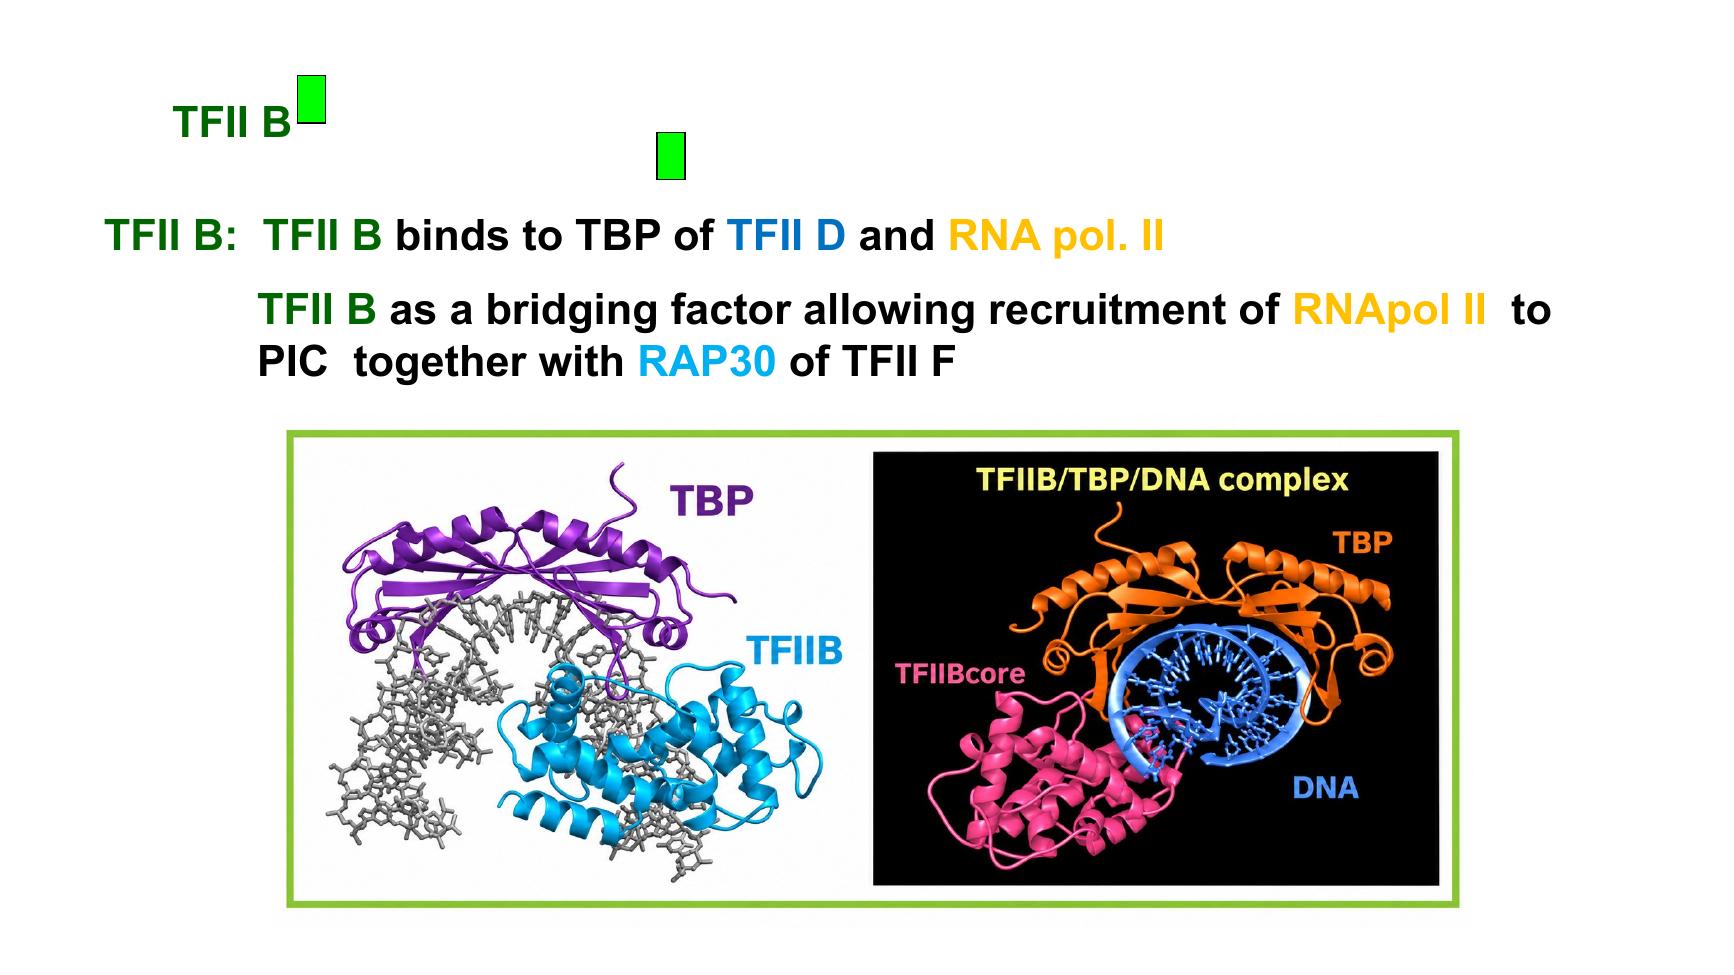 TFII B
TFII B: TFII B binds to TBP of TFII D and RNA pol. II
TFII B as a bridging factor allowing recruitment of RNApol II to
PIC together with RAP30 of TFII F
TBP
TFIIB
TFIIB/TBP/DNA complex
TBP
TFIIBcore
DNA